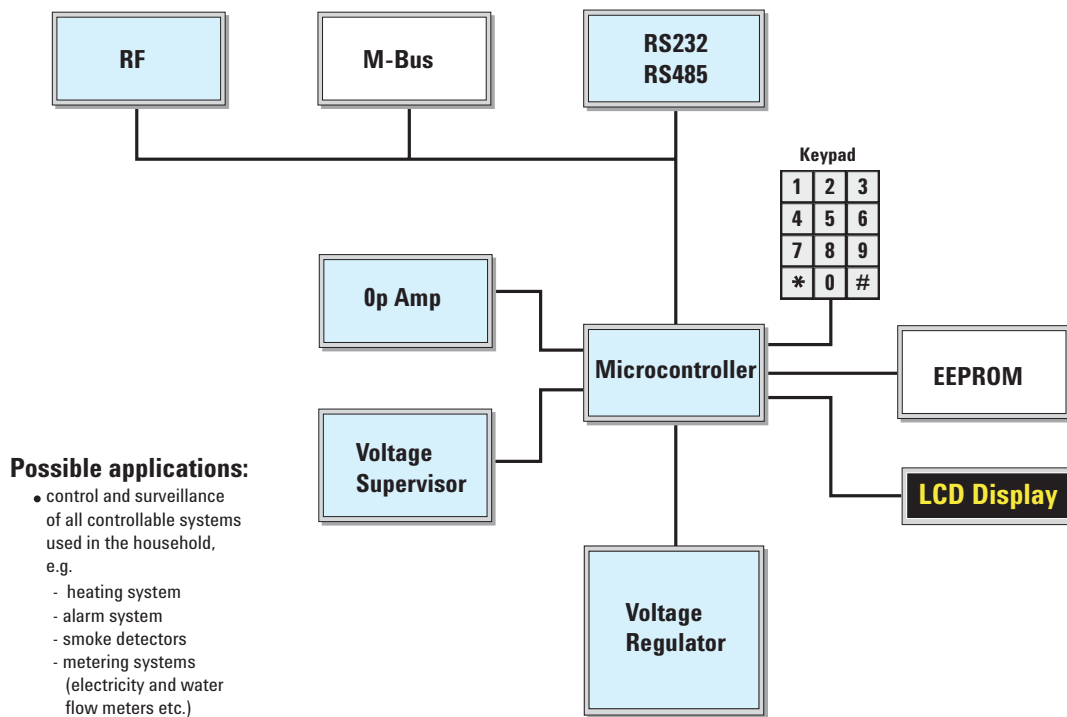 RF
M-Bus
RS232
RS485
Keypad
1 2 3
4 5 6
7 8 9
* 0 #
0p Amp
Microcontroller
EEPROM
Voltage
Supervisor
LCD Display
Possible applications:
• control and surveillance
of all controllable systems
used in the household,
e.g.
- heating system
- alarm system
- smoke detectors
- metering systems
(electricity and water
flow meters etc.)
Voltage
Regulator